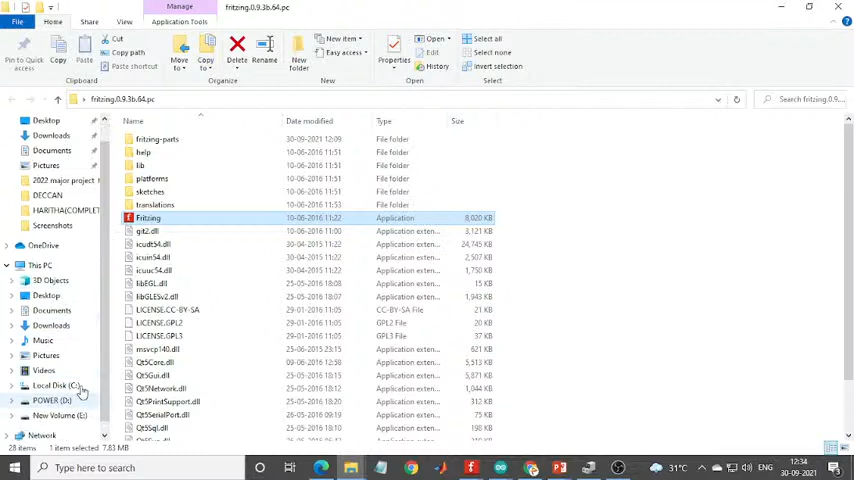 Manage
fritzing.0.9.3b.64.pc
File
Home
Share
View
Application Tools
Pin to Quick access
Copy
Paste
Cut
Copy path
Paste shortcut
Clipboard
Move to
Copy to
Delete
Rename
Organize
New folder
New item
Easy access
New
Properties
Open
Edit
History
Open
Select all
Select none
Invert selection
Select
fritzing.0.9.3b.64.pc
Search fritzing.0.9....
Name
Date modified
Type
Size
Desktop
Downloads
Documents
Pictures
2022 major project
DECCAN
HARITHA(COMPLET
Screenshots
OneDrive
This PC
3D Objects
Desktop
Documents
Downloads
Music
Pictures
Videos
Local Disk (C:)
POWER (D:)
New Volume (E:)
Network
fritzing-parts 30-09-2021 12:09 File folder
help 10-06-2016 11:51 File folder
lib 10-06-2016 11:51 File folder
platforms 10-06-2016 11:51 File folder
sketches 10-06-2016 11:51 File folder
translations 10-06-2016 11:53 File folder
Fritzing 10-06-2016 11:22 Application 8,020 KB
git2.dll 10-06-2016 11:00 Application exten... 3,121 KB
icudt54.dll 30-04-2015 11:22 Application exten... 24,745 KB
icuin54.dll 30-04-2015 11:22 Application exten... 2,507 KB
icuuc54.dll 30-04-2015 11:22 Application exten... 1,750 KB
libEGL.dll 25-05-2016 18:08 Application exten... 15 KB
libGLESv2.dll 25-05-2016 18:07 Application exten... 1,943 KB
LICENSE.CC-BY-SA 29-01-2016 11:05 CC-BY-SA File 21 KB
LICENSE.GPL2 29-01-2016 11:05 GPL2 File 20 KB
LICENSE.GPL3 29-01-2016 11:05 GPL3 File 36 KB
msvcp140.dll 25-06-2015 23:15 Application exten... 621 KB
Qt5Core.dll 09-06-2016 12:58 Application exten... 5,513 KB
Qt5Gui.dll 25-05-2016 18:14 Application exten... 5,871 KB
Qt5Network.dll 25-05-2016 18:12 Application exten... 1,044 KB
Qt5PrintSupport.dll 25-05-2016 18:20 Application exten... 312 KB
Qt5SerialPort.dll 26-05-2016 09:19 Application exten... 75 KB
Qt5Sql.dll 25-05-2016 18:11 Application exten... 198 KB
28 items 1 item selected 7.83 MB
Type here to search
31°C
ENG
12:34
30-09-2021
3